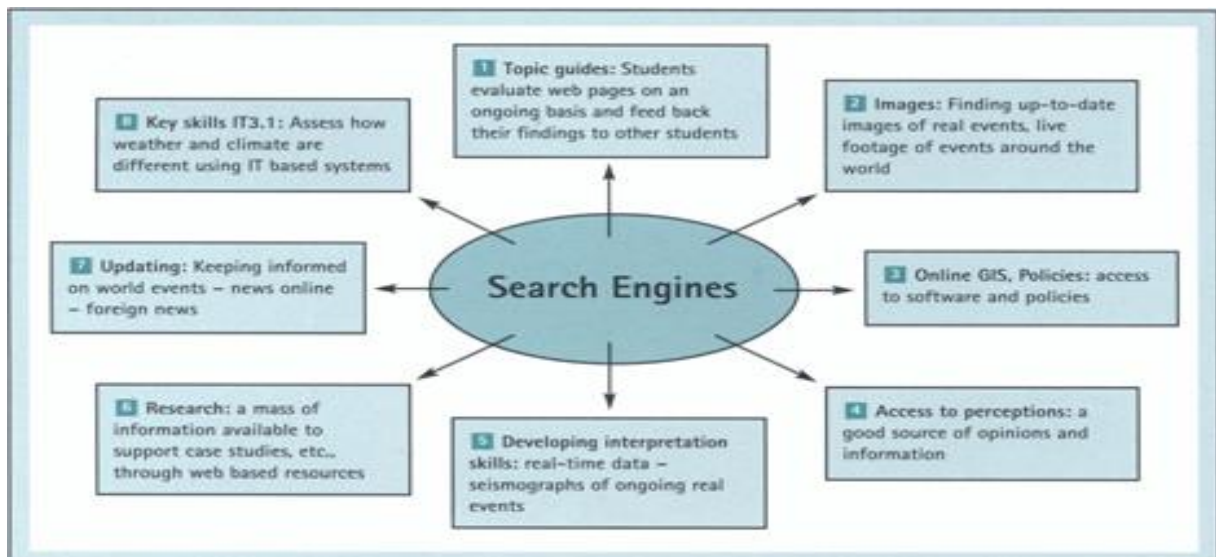 Search Engines
1 Topic guides: Students
evaluate web pages on an
ongoing basis and feed back
their findings to other students
2 Images: Finding up-to-date
images of real events, live
footage of events around the
world
3 Online GIS, Policies: access
to software and policies
4 Access to perceptions: a
good source of opinions and
information
5 Developing interpretation
skills: real-time data –
seismographs of ongoing real
events
6 Research: a mass of
information available to
support case studies, etc.,
through web based resources
7 Updating: Keeping informed
on world events – news online
– foreign news
8 Key skills IT3.1: Assess how
weather and climate are
different using IT based systems